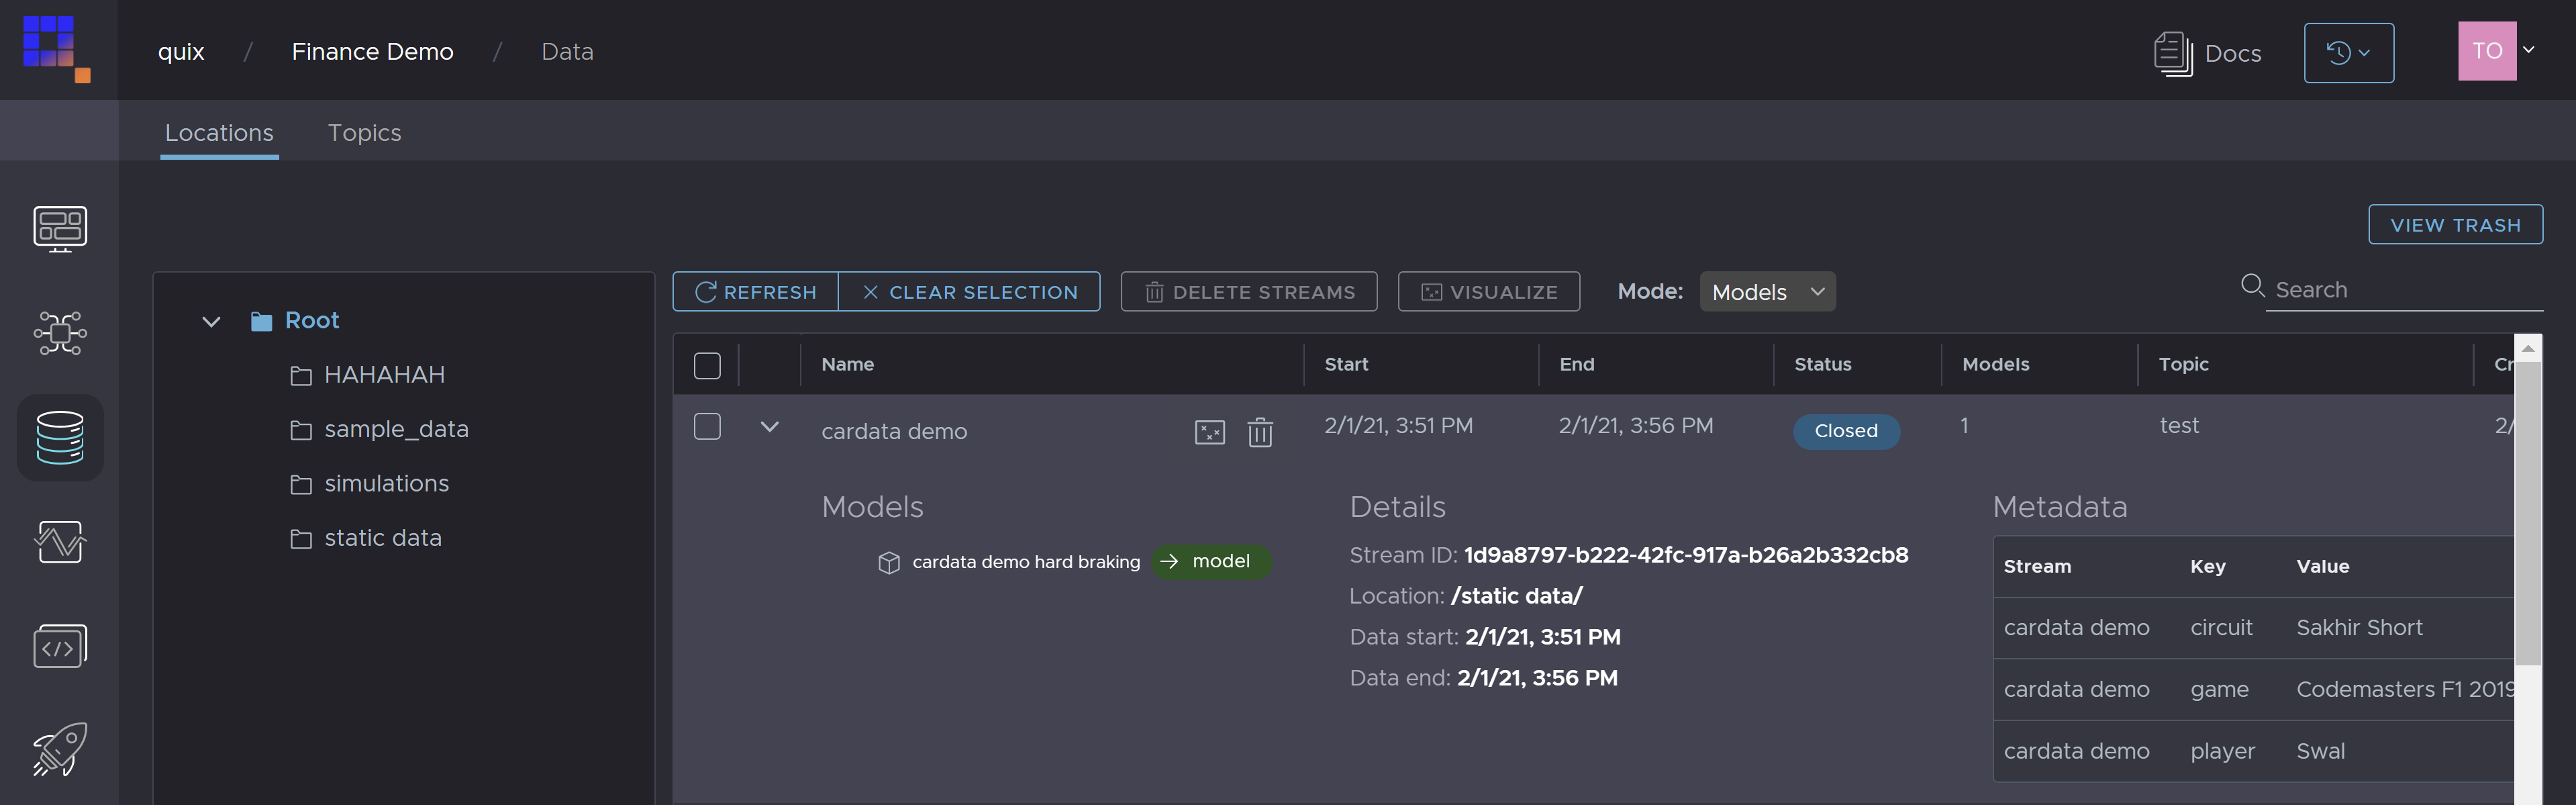 quix / Finance Demo / Data
Docs
TO
Locations Topics
VIEW TRASH
REFRESH CLEAR SELECTION DELETE STREAMS VISUALIZE Mode: Models Search
Root
HAHAHAH
sample_data
simulations
static data
Name Start End Status Models Topic Cr
cardata demo 2/1/21, 3:51 PM 2/1/21, 3:56 PM Closed 1 test 2/
Models
cardata demo hard braking → model
Details
Stream ID: 1d9a8797-b222-42fc-917a-b26a2b332cb8
Location: /static data/
Data start: 2/1/21, 3:51 PM
Data end: 2/1/21, 3:56 PM
Metadata
Stream Key Value
cardata demo circuit Sakhir Short
cardata demo game Codemasters F1 2019
cardata demo player Swal